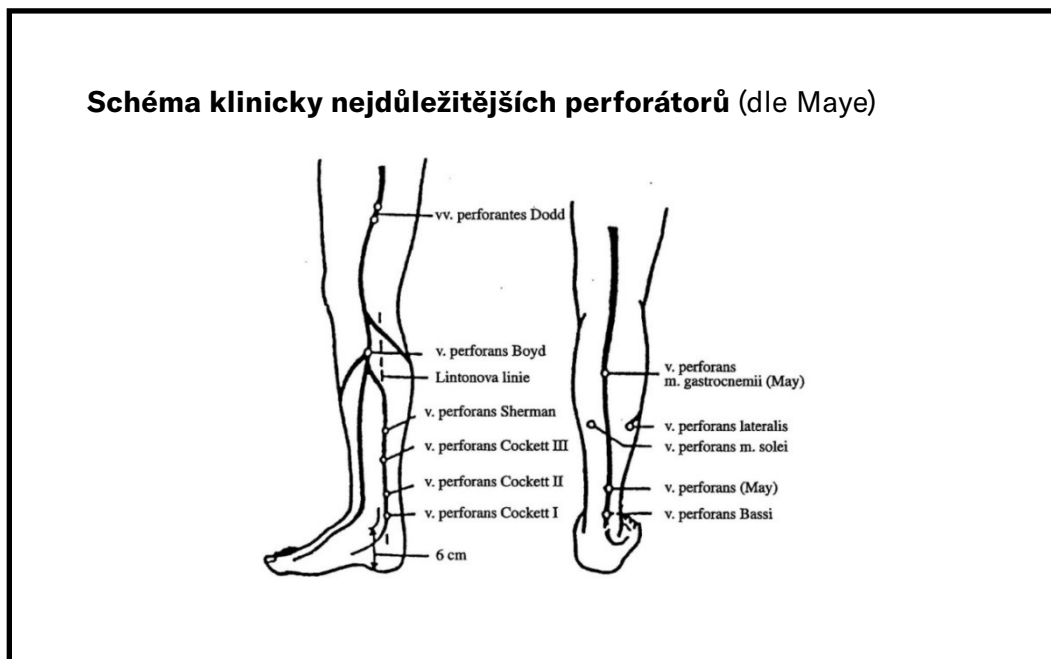 Schéma klinicky nejdůležitějších perforátorů (dle Maye)
vv. perforantes Dodd
v. perforans Boyd
Lintonova linie
v. perforans Sherman
v. perforans Cockett III
v. perforans Cockett II
v. perforans Cockett I
6 cm
v. perforans
m. gastrocnemii (May)
v. perforans lateralis
v. perforans m. solei
v. perforans (May)
v. perforans Bassi